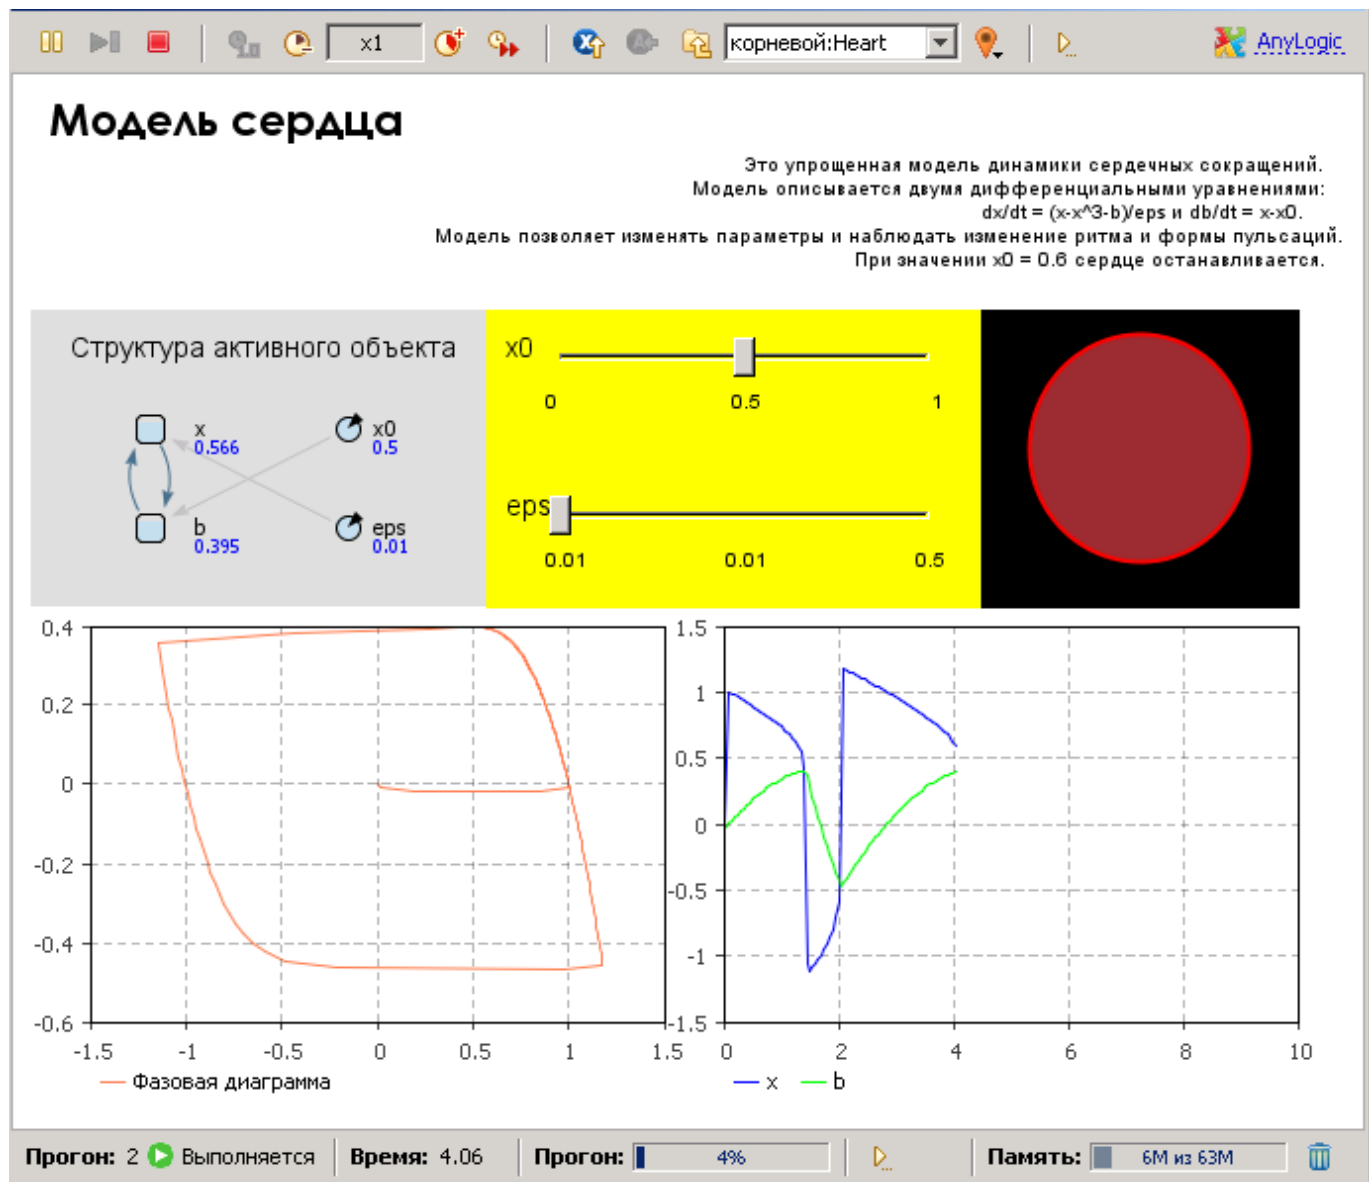 x1 корневой:Heart AnyLogic
Модель сердца
Это упрощенная модель динамики сердечных сокращений.
Модель описывается двумя дифференциальными уравнениями:
dx/dt = (x-x^3-b)/eps и db/dt = x-x0.
Модель позволяет изменять параметры и наблюдать изменение ритма и формы пульсаций.
При значении x0 = 0.6 сердце останавливается.
Структура активного объекта
x
0.566
x0
0.5
b
0.395
eps
0.01
x0
0 0.5 1
eps
0.01 0.01 0.5
0.4
0.2
0
-0.2
-0.4
-0.6
-1.5 -1 -0.5 0 0.5 1 1.5
Фазовая диаграмма
1.5
1
0.5
0
-0.5
-1
-1.5
0 2 4 6 8 10
x b
Прогон: 2 Выполняется Время: 4.06 Прогон: 4% Память: 6M из 63M